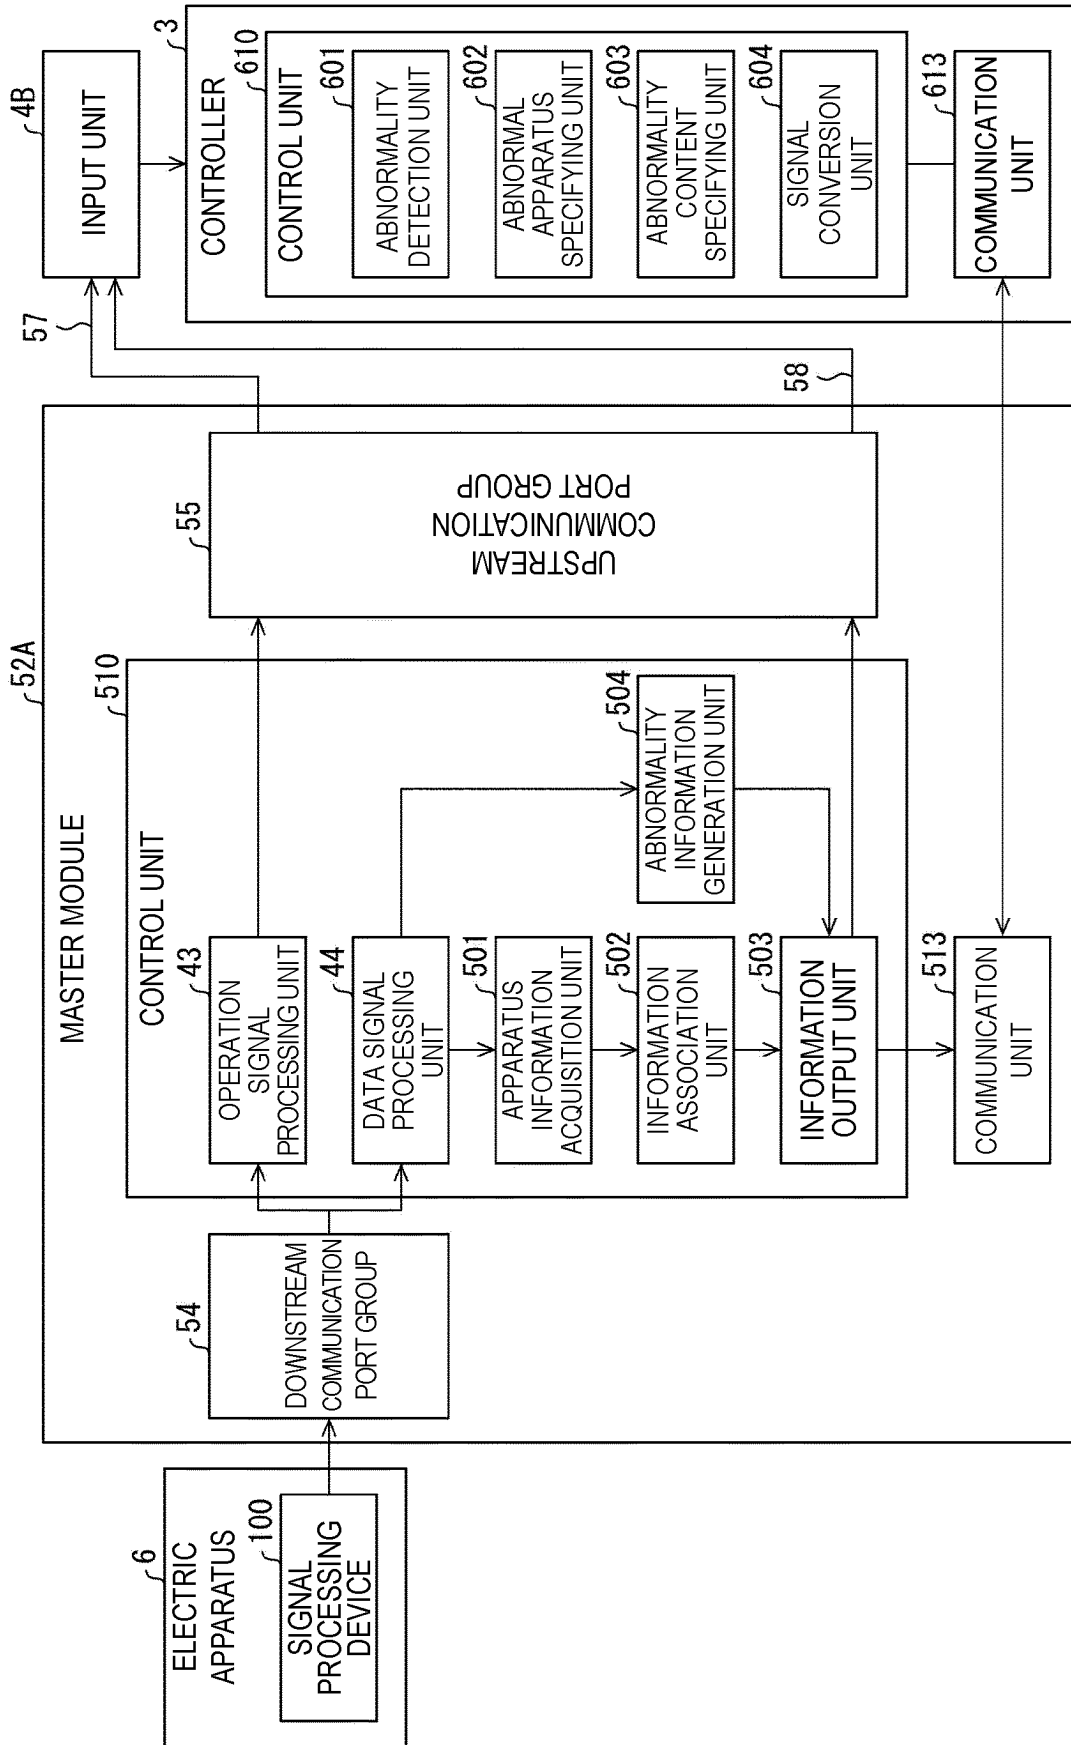 6
ELECTRIC
APPARATUS
100
SIGNAL
PROCESSING
DEVICE
52A
MASTER MODULE
54
DOWNSTREAM
COMMUNICATION
PORT GROUP
510
CONTROL UNIT
43
OPERATION
SIGNAL
PROCESSING UNIT
44
DATA SIGNAL
PROCESSING
UNIT
501
APPARATUS
INFORMATION
ACQUISITION UNIT
502
INFORMATION
ASSOCIATION
UNIT
503
INFORMATION
OUTPUT UNIT
504
ABNORMALITY
INFORMATION
GENERATION UNIT
513
COMMUNICATION
UNIT
55
UPSTREAM
COMMUNICATION
PORT GROUP
57
58
4B
INPUT UNIT
3
CONTROLLER
610
CONTROL UNIT
601
ABNORMALITY
DETECTION UNIT
602
ABNORMAL
APPARATUS
SPECIFYING UNIT
603
ABNORMALITY
CONTENT
SPECIFYING UNIT
604
SIGNAL
CONVERSION
UNIT
613
COMMUNICATION
UNIT